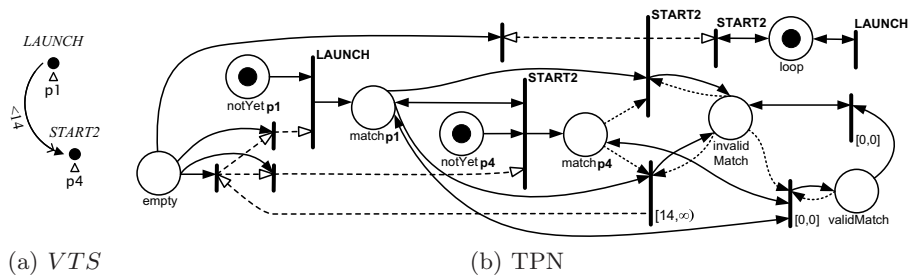 LAUNCH
p1
<14
START2
p4
(a) VTS
START2
START2
LAUNCH
LAUNCH
loop
notYet p1
START2
match p1
notYet p4
match p4
invalid
Match
[0,0]
empty
[14,∞)
[0,0]
validMatch
(b) TPN